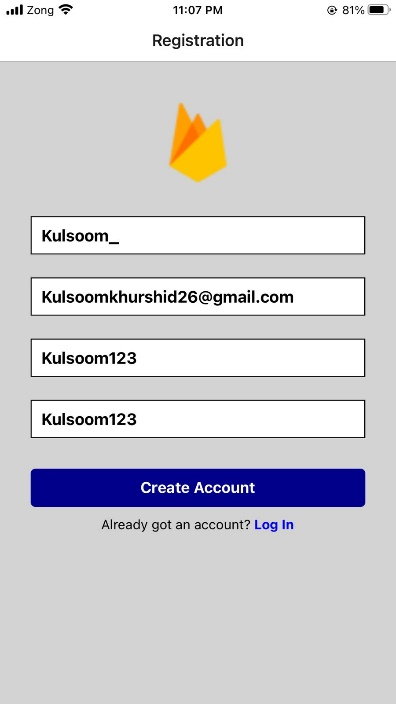 Zong 11:07 PM 81%
Registration
Kulsoom_
Kulsoomkhurshid26@gmail.com
Kulsoom123
Kulsoom123
Create Account
Already got an account? Log In